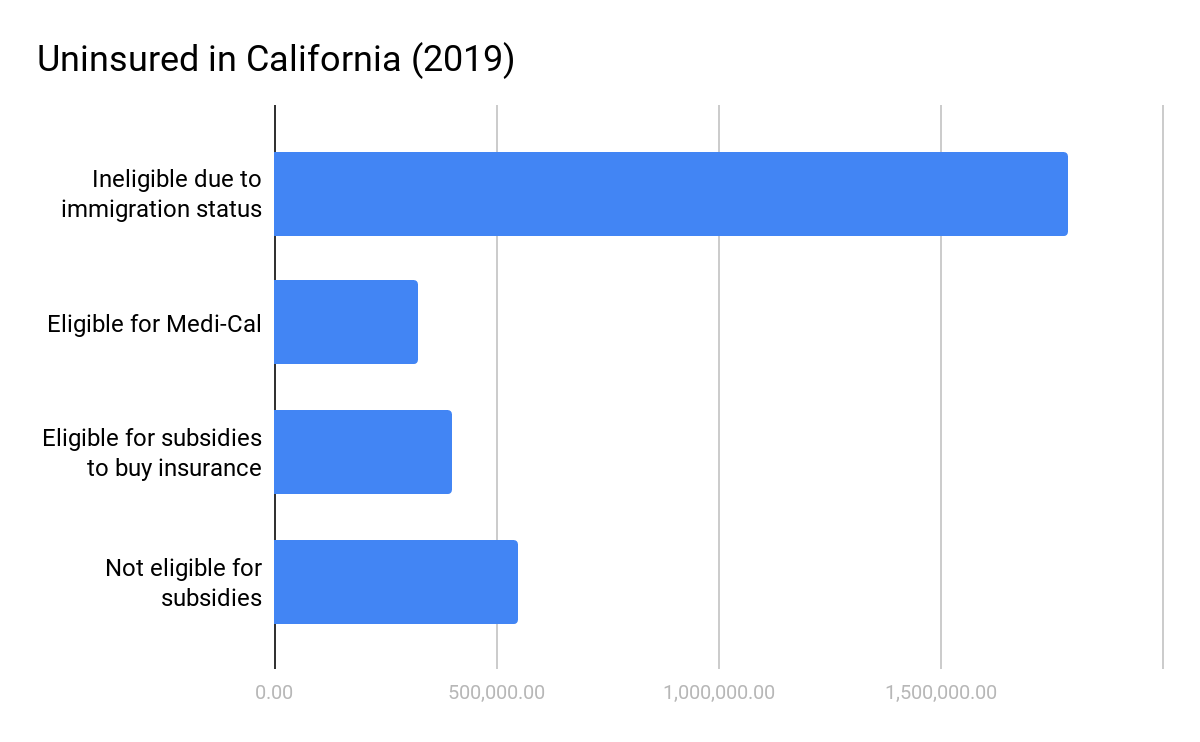 Uninsured in California (2019)
Ineligible due to
immigration status
Eligible for Medi-Cal
Eligible for subsidies
to buy insurance
Not eligible for
subsidies
0.00
500,000.00
1,000,000.00
1,500,000.00